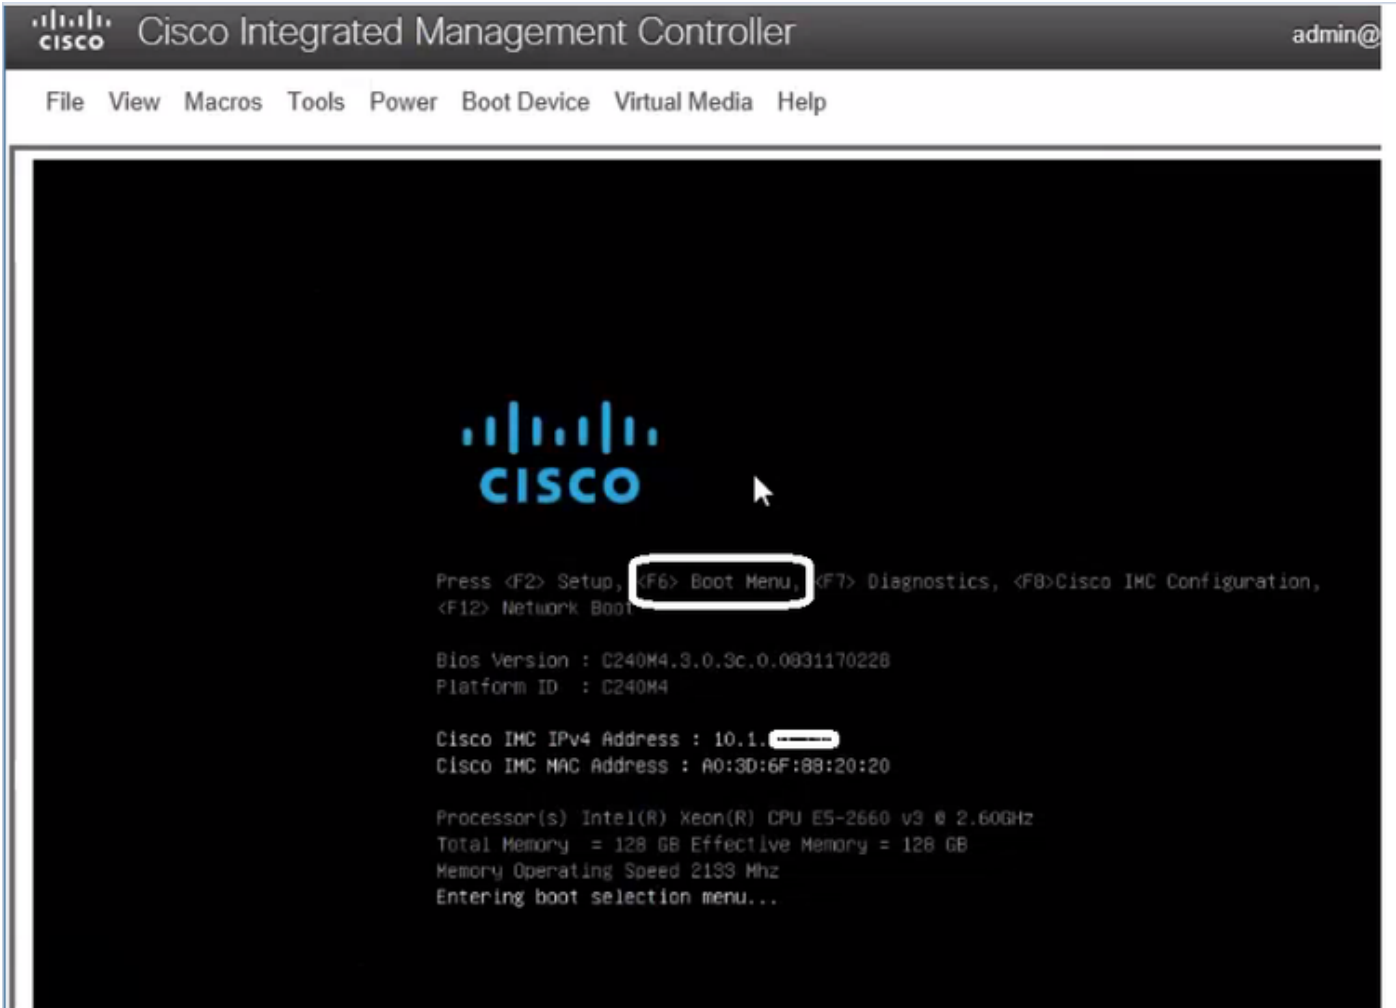 CISCO Cisco Integrated Management Controller admin@
File View Macros Tools Power Boot Device Virtual Media Help
CISCO
Press <F2> Setup, <F6> Boot Menu, <F7> Diagnostics, <F8>Cisco IMC Configuration,
<F12> Network Boot
Bios Version : C240M4.3.0.3c.0.0831170228
Platform ID : C240M4
Cisco IMC IPv4 Address : 10.1.
Cisco IMC MAC Address : A0:3D:6F:88:20:20
Processor(s) Intel(R) Xeon(R) CPU E5-2660 v3 @ 2.60GHz
Total Memory = 128 GB Effective Memory = 128 GB
Memory Operating Speed 2133 Mhz
Entering boot selection menu...